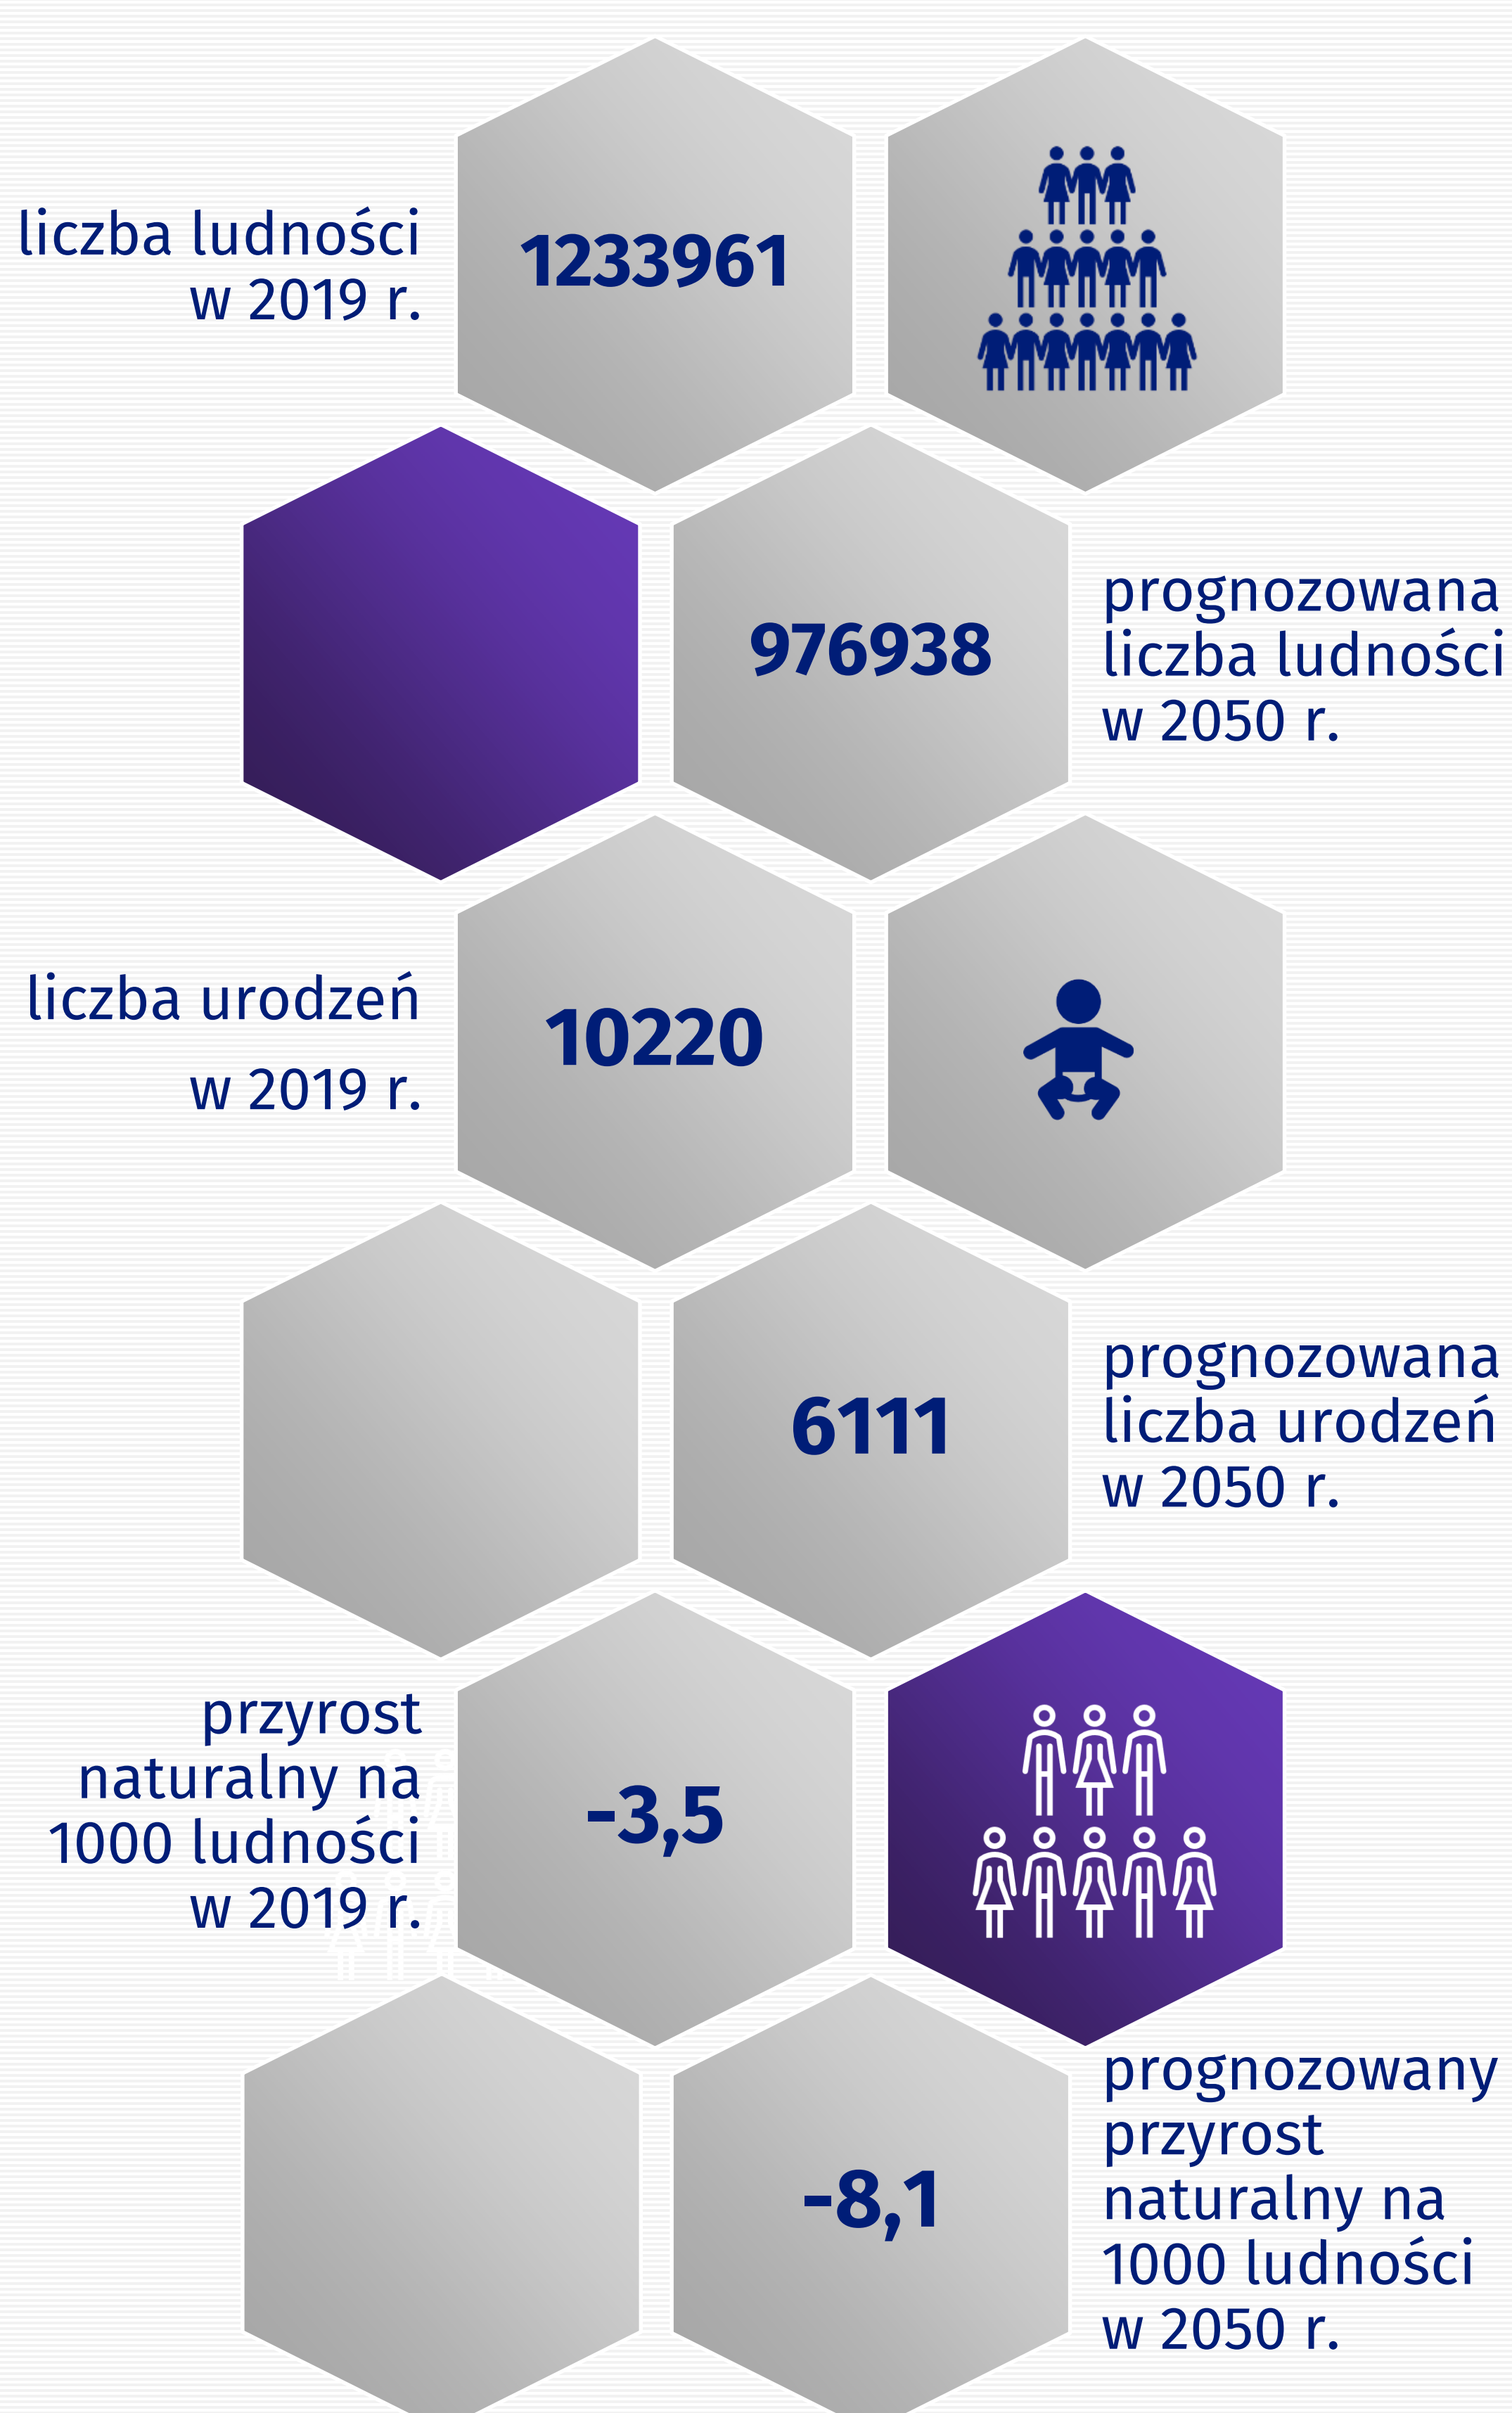 liczba ludności
w 2019 r.
1233961
976938
prognozowana
liczba ludności
w 2050 r.
liczba urodzeń
w 2019 r.
10220
6111
prognozowana
liczba urodzeń
w 2050 r.
przyrost
naturalny na
1000 ludności
w 2019 r.
-3,5
-8,1
prognozowany
przyrost
naturalny na
1000 ludności
w 2050 r.